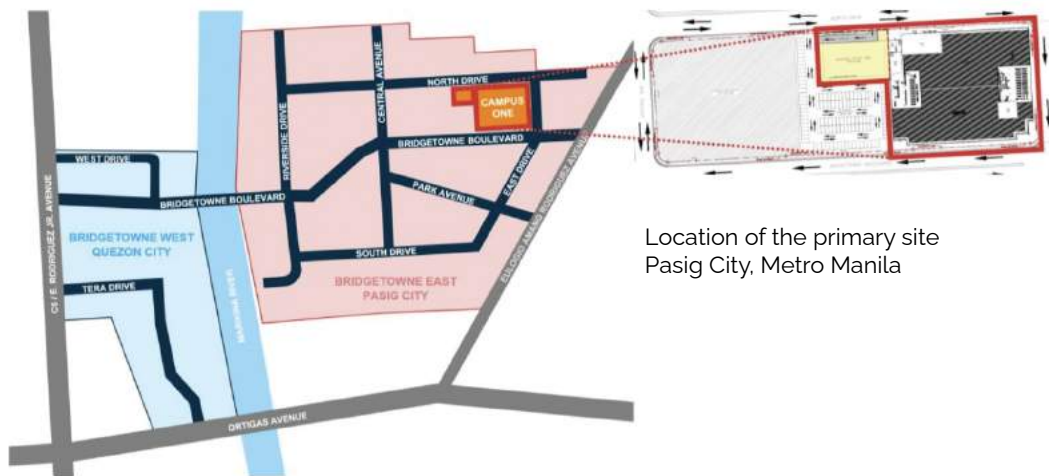 NORTH DRIVE
CENTRAL AVENUE
RIVERSIDE DRIVE
CAMPUS
ONE
BRIDGETOWNE BOULEVARD
EAST DRIVE
PARK AVENUE
WEST DRIVE
BRIDGETOWNE BOULEVARD
C5 / E. RODRIGUEZ JR. AVENUE
BRIDGETOWNE WEST
QUEZON CITY
SOUTH DRIVE
EULOGIO AMANG RODRIGUEZ AVENUE
TERA DRIVE
MARIKINA RIVER
BRIDGETOWNE EAST
PASIG CITY
ORTIGAS AVENUE
Location of the primary site
Pasig City, Metro Manila